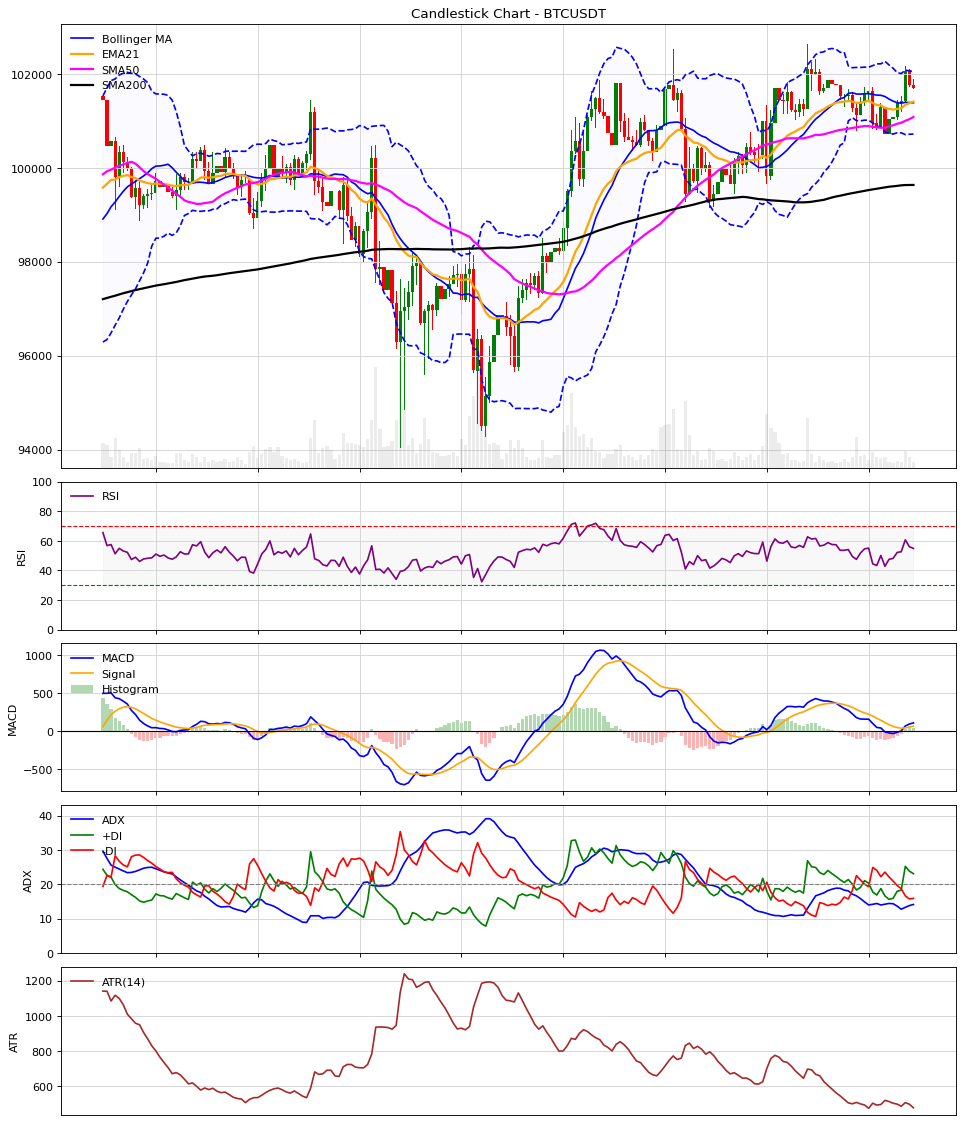 Candlestick Chart - BTCUSDT
Bollinger MA
EMA21
SMA50
SMA200
102000
100000
98000
96000
94000
RSI
100
80
60
40
20
0
RSI
MACD
Signal
Histogram
1000
500
0
−500
MACD
ADX
+DI
-DI
40
30
20
10
0
ADX
ATR(14)
1200
1000
800
600
ATR